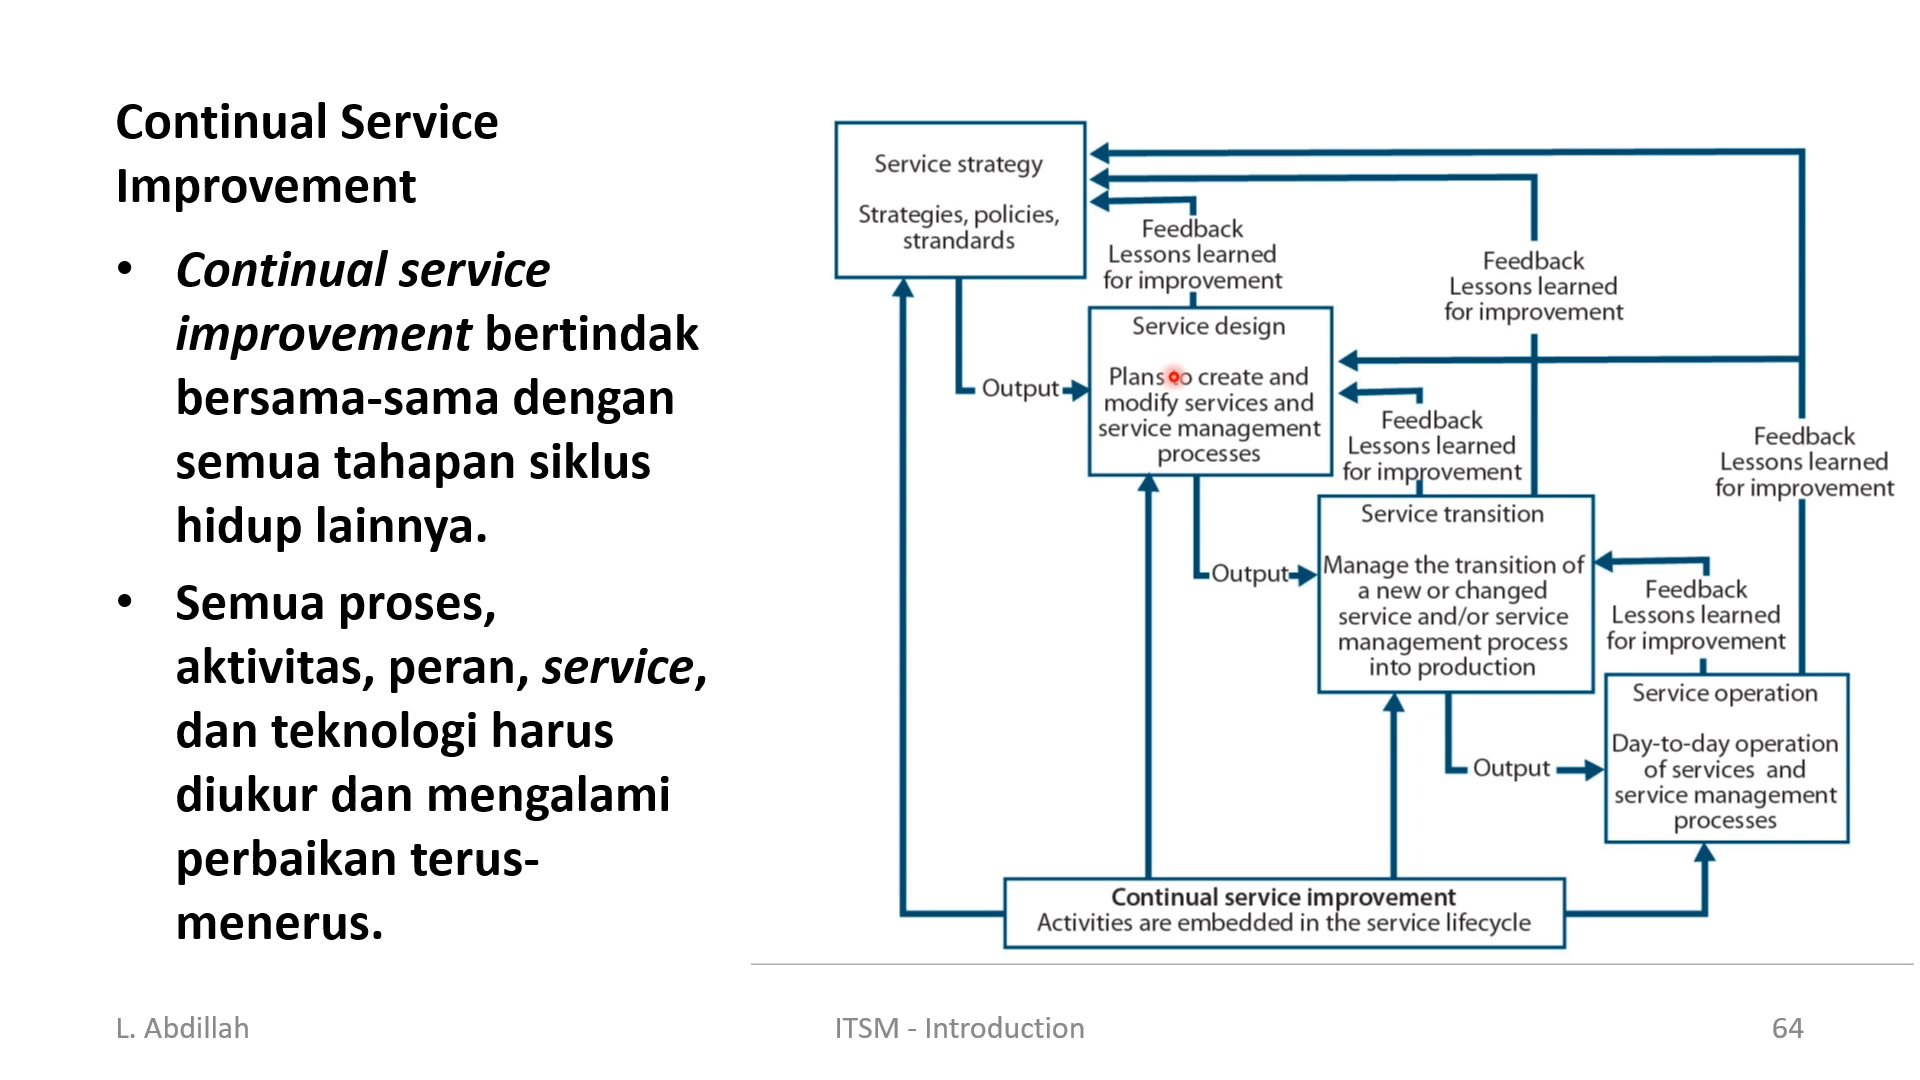 Continual Service
Improvement
• Continual service
improvement bertindak
bersama-sama dengan
semua tahapan siklus
hidup lainnya.
• Semua proses,
aktivitas, peran, service,
dan teknologi harus
diukur dan mengalami
perbaikan terus-
menerus.
Service strategy
Strategies, policies,
strandards
Feedback
Lessons learned
for improvement
Feedback
Lessons learned
for improvement
Service design
Plans to create and
modify services and
service management
processes
Output
Feedback
Lessons learned
for improvement
Feedback
Lessons learned
for improvement
Service transition
Manage the transition of
a new or changed
service and/or service
management process
into production
Output
Feedback
Lessons learned
for improvement
Service operation
Day-to-day operation
of services and
service management
processes
Output
Continual service improvement
Activities are embedded in the service lifecycle
L. Abdillah
ITSM - Introduction
64